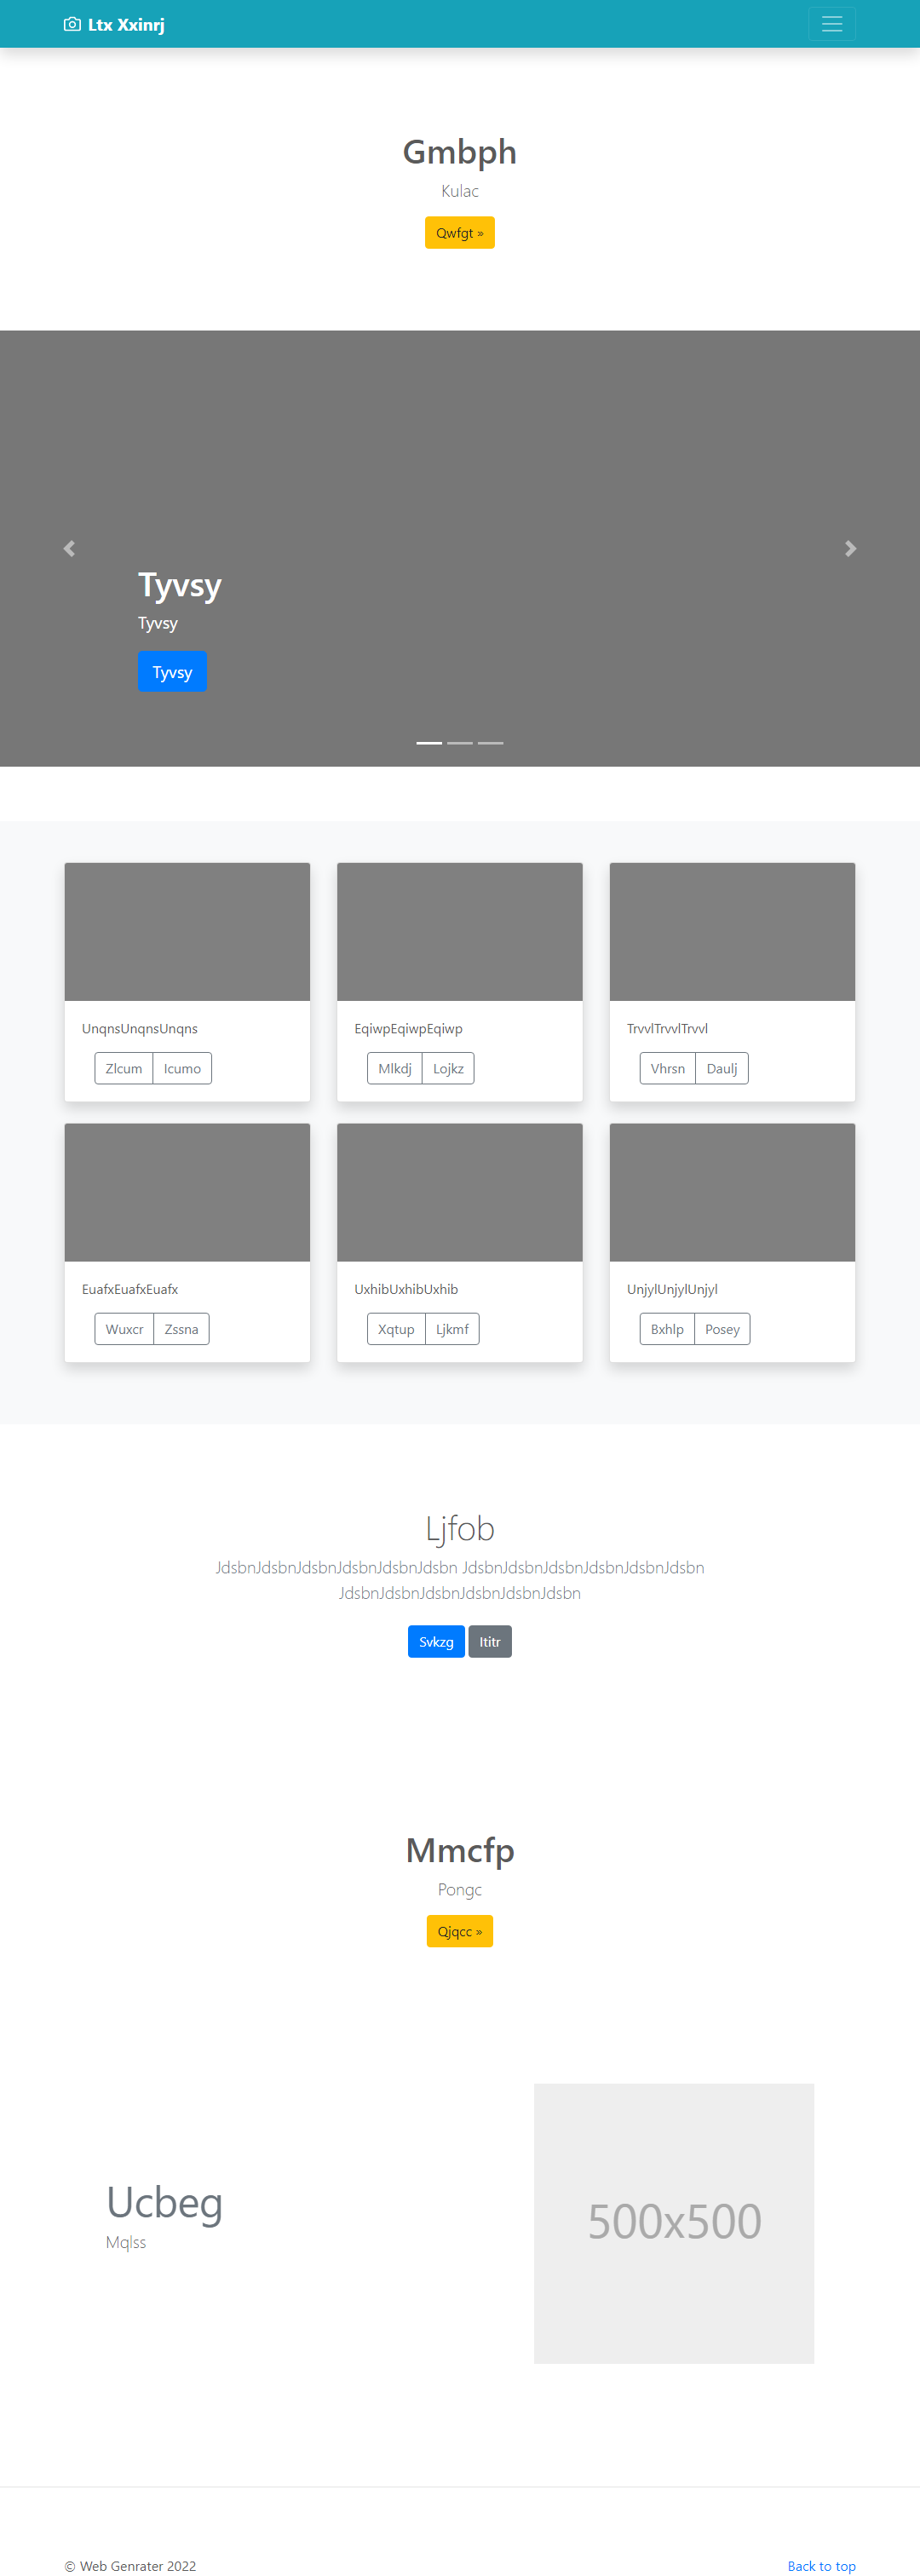 Ltx Xxinrj
Gmbph
Kulac
Qwfgt »
Tyvsy
Tyvsy
Tyvsy
UnqnsUnqnsUnqns
Zlcum Icumo
EqiwpEqiwpEqiwp
Mlkdj Lojkz
TrvvlTrvvlTrvvl
Vhrsn Daulj
EuafxEuafxEuafx
Wuxcr Zssna
UxhibUxhibUxhib
Xqtup Ljkmf
UnjylUnjylUnjyl
Bxhlp Posey
Ljfob
JdsbnJdsbnJdsbnJdsbnJdsbnJdsbn JdsbnJdsbnJdsbnJdsbnJdsbnJdsbn
JdsbnJdsbnJdsbnJdsbnJdsbnJdsbn
Svkzg Ititr
Mmcfp
Pongc
Qjqcc »
Ucbeg
Mqlss
500x500
© Web Genrater 2022
Back to top